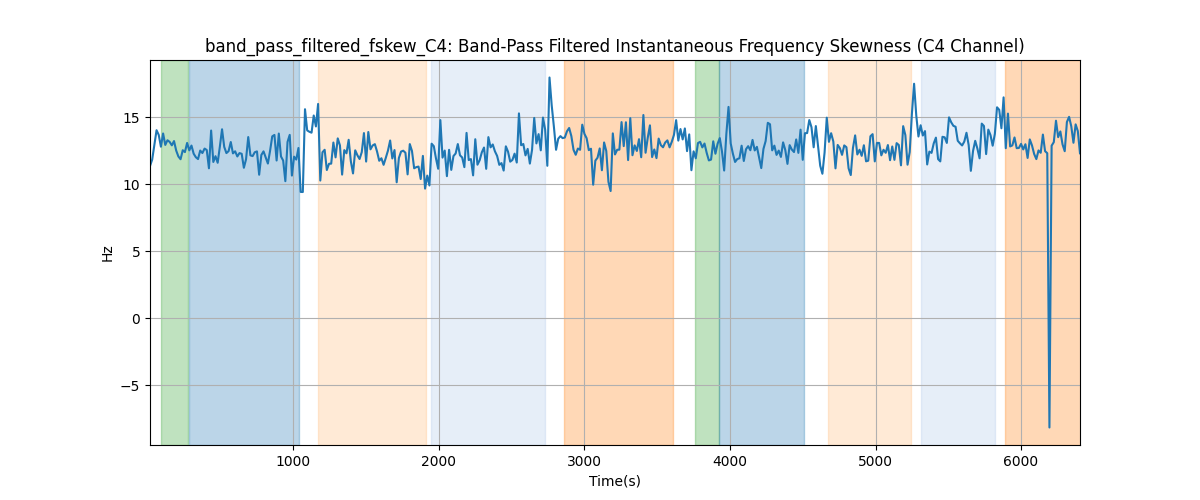 band_pass_filtered_fskew_C4: Band-Pass Filtered Instantaneous Frequency Skewness (C4 Channel)
15
10
5
0
−5
Hz
1000 2000 3000 4000 5000 6000
Time(s)